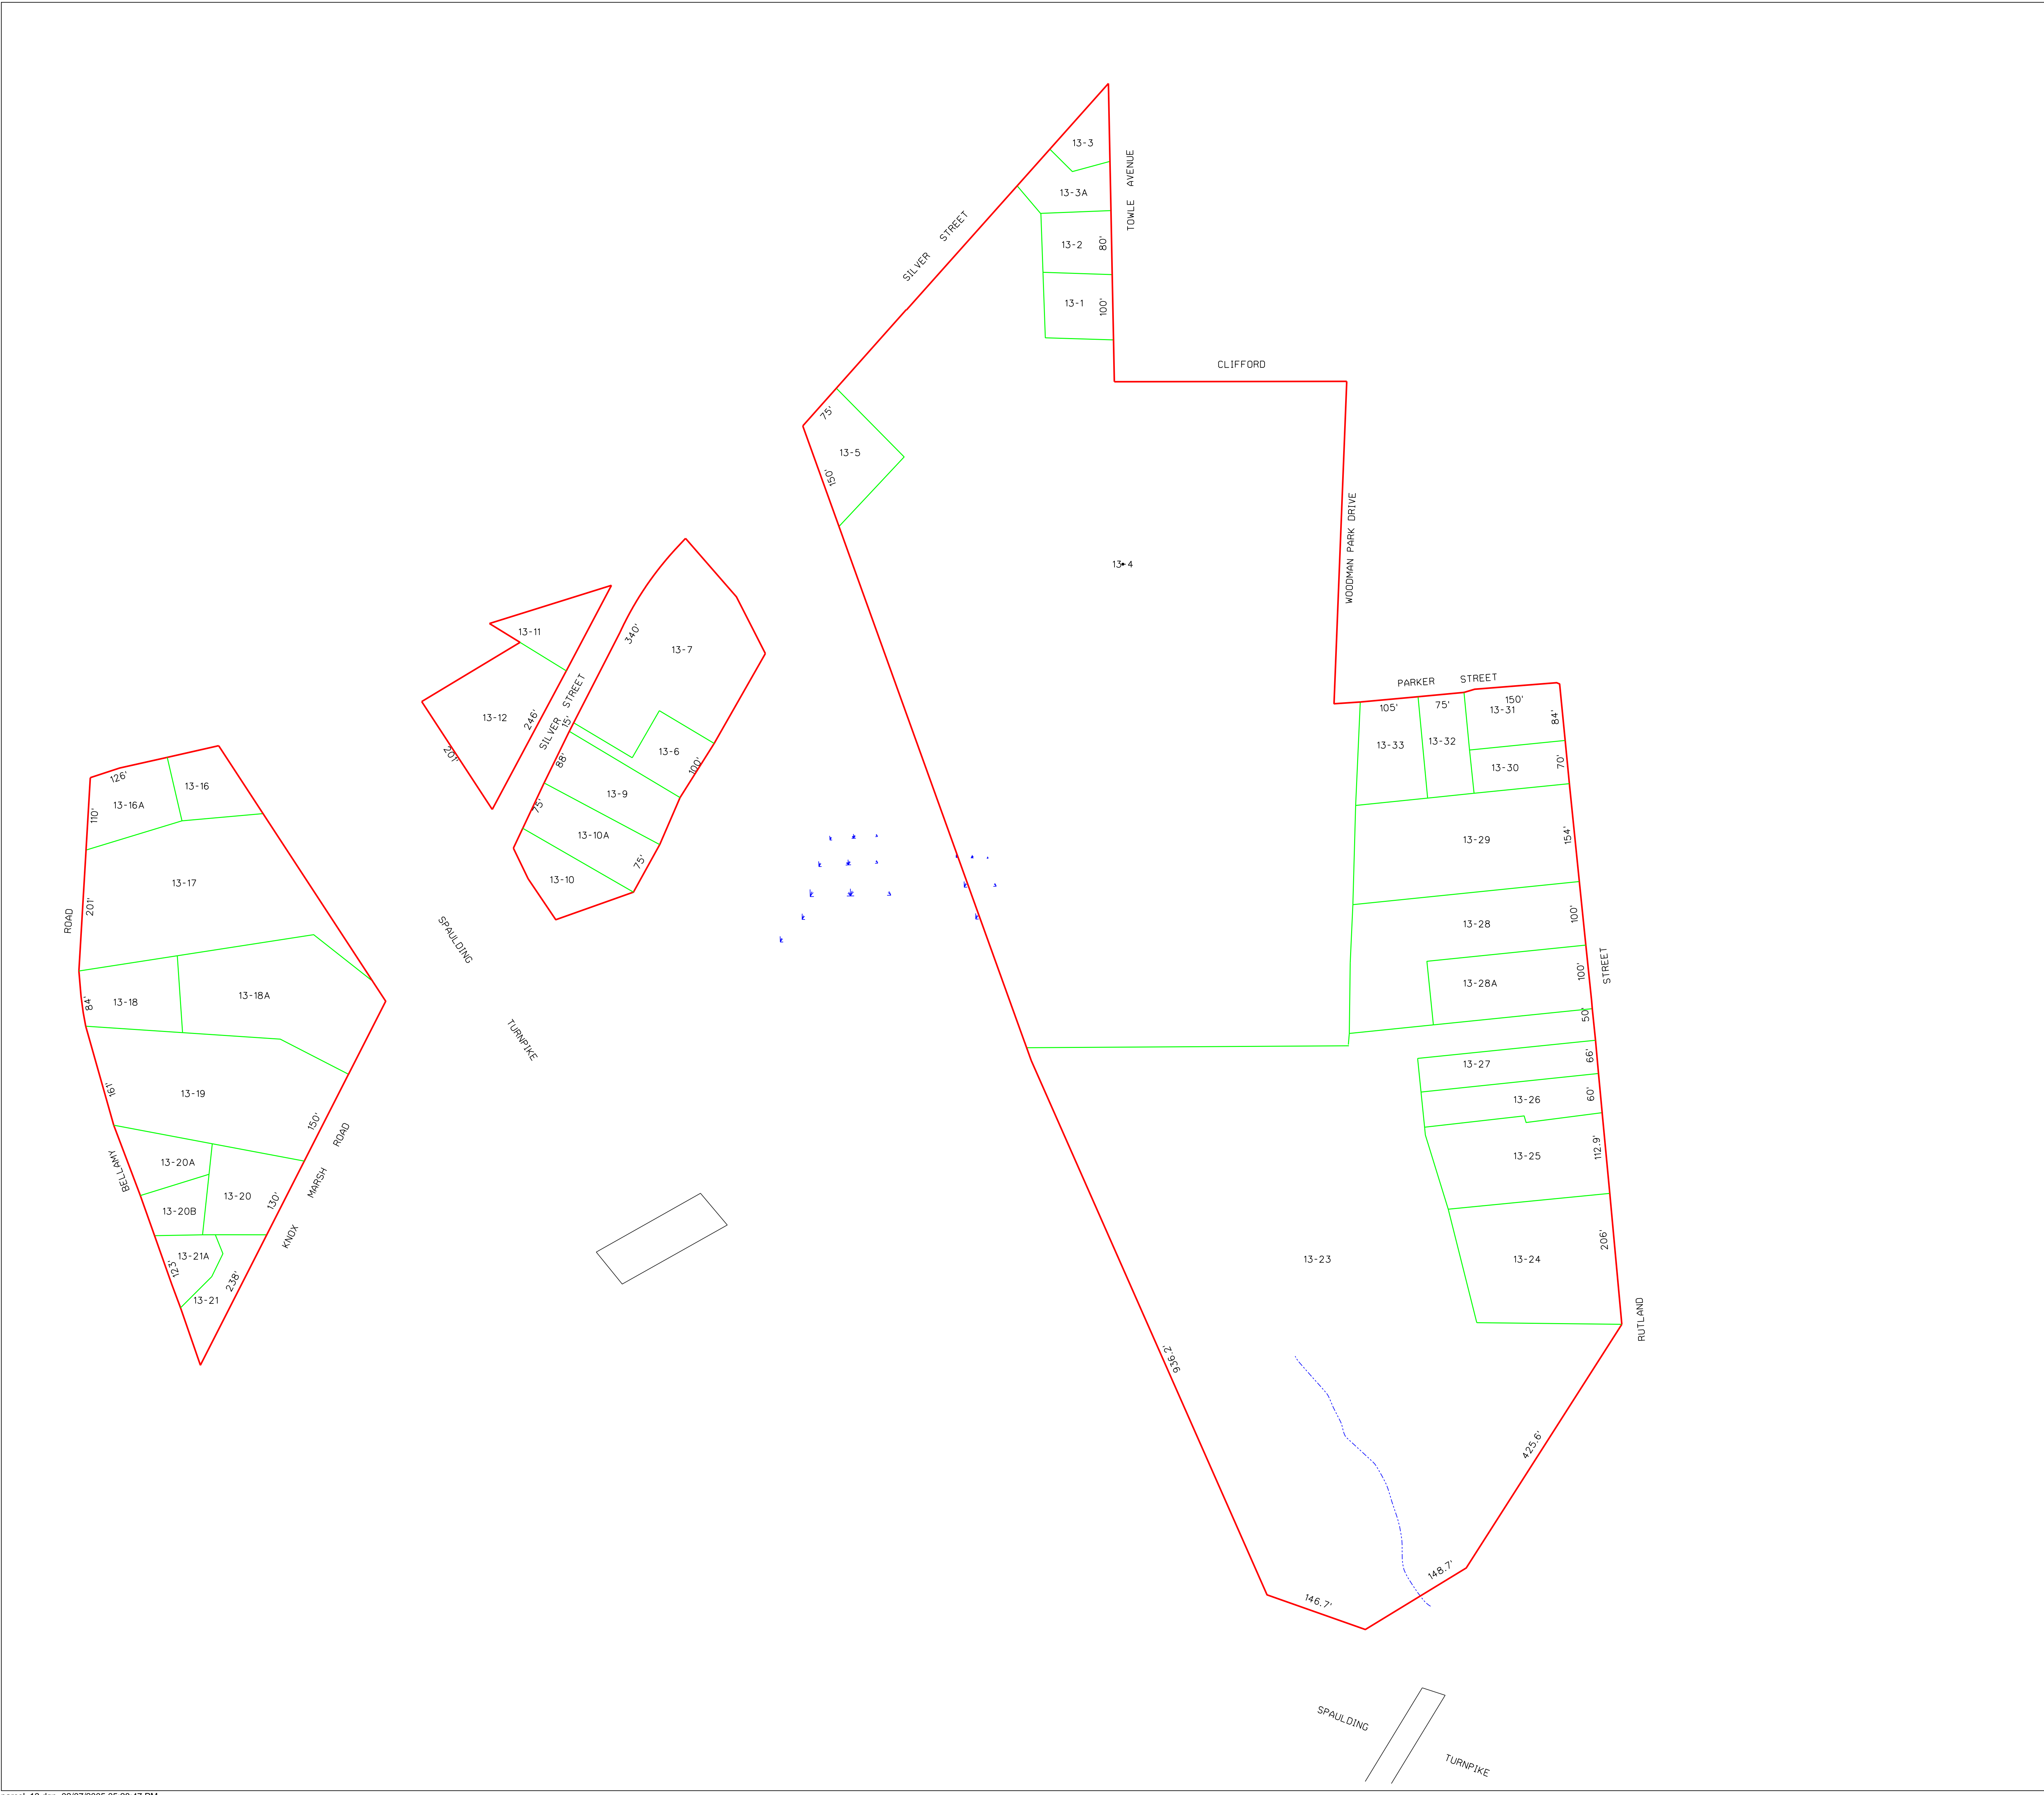 13-3
13-3A
TOWLE AVENUE
SILVER STREET
13-2
80'
13-1
100'
CLIFFORD
75'
13-5
150'
WOODMAN PARK DRIVE
13-4
13-11
340'
13-7
13-12
246'
201'
SILVER STREET
15'
13-6
100'
88'
13-9
75'
13-10A
75'
13-10
PARKER STREET
105'
75'
150'
13-31
84'
13-33
13-32
13-30
70'
13-29
154'
13-28
100'
13-28A
100'
STREET
50'
13-27
66'
13-26
60'
13-25
112.9'
13-24
206'
RUTLAND
13-23
936.2'
425.6'
148.7'
146.7'
126'
13-16
13-16A
110'
13-17
201'
ROAD
13-18
84'
13-18A
13-19
161'
150'
13-20A
BELLAMY
13-20
130'
13-20B
KNOX MARSH ROAD
13-21A
123'
238'
13-21
SPAULDING
TURNPIKE
SPAULDING
TURNPIKE